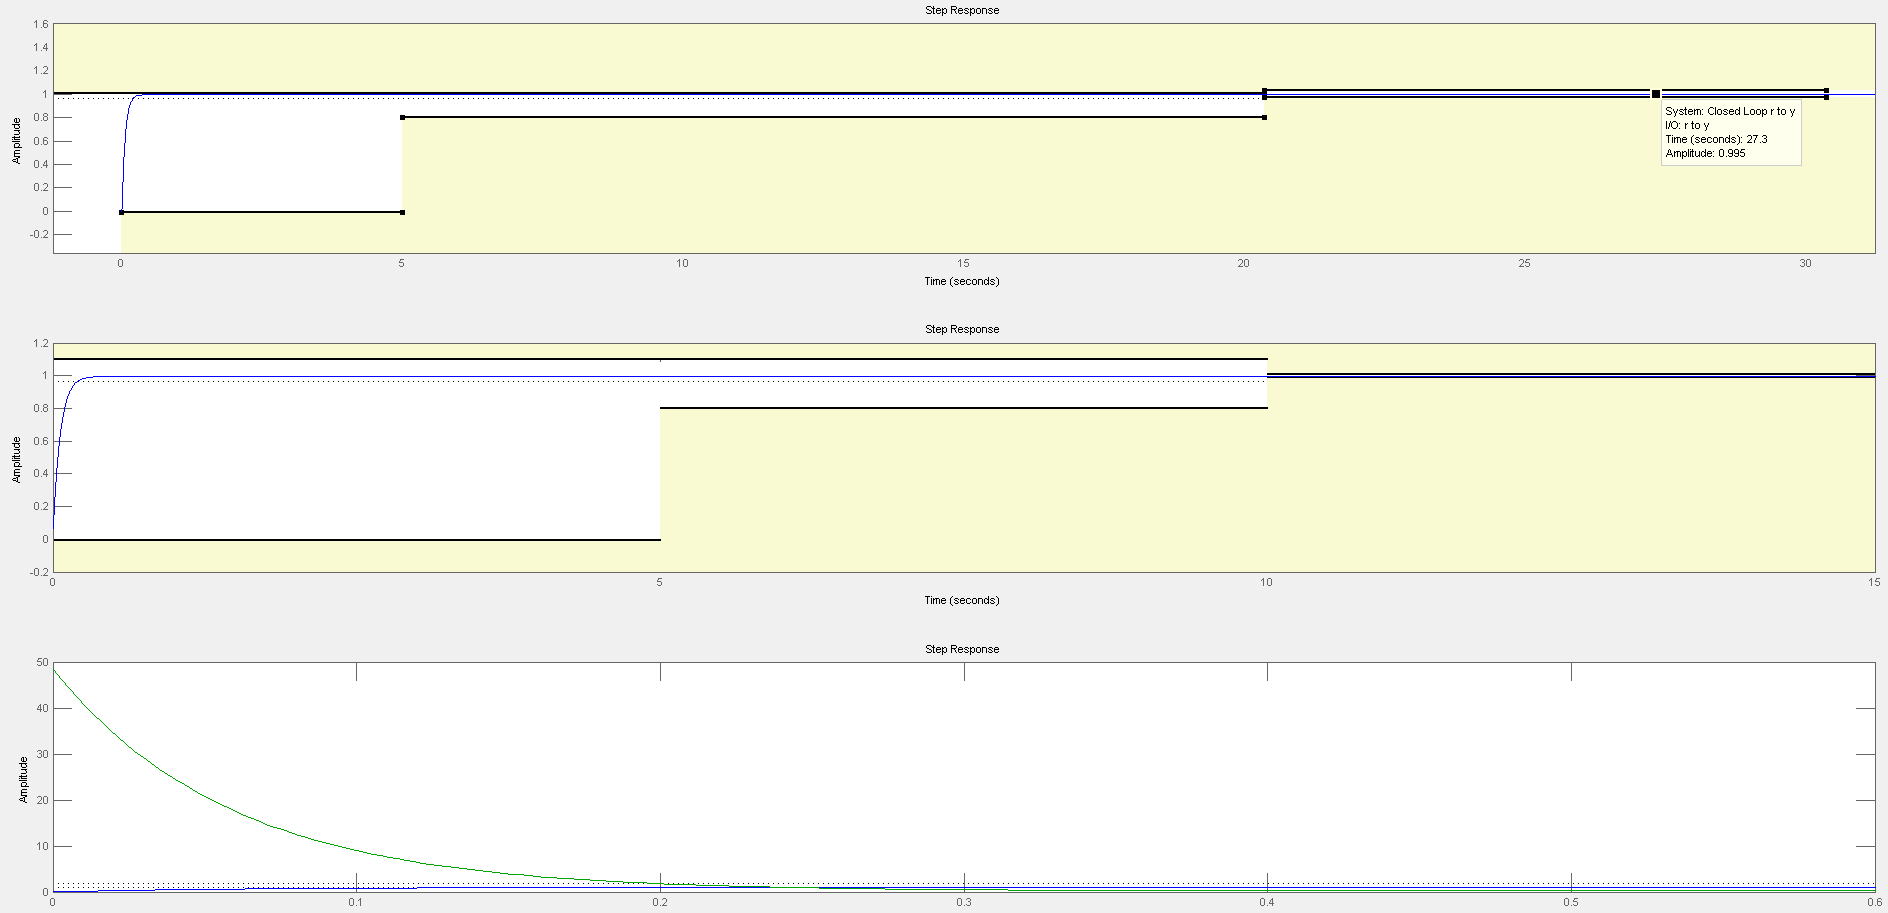 Step Response
1.6
1.4
1.2
1
0.8
0.6
0.4
0.2
0
-0.2
Amplitude
System: Closed Loop r to y
I/O: r to y
Time (seconds): 27.3
Amplitude: 0.995
0 5 10 15 20 25 30
Time (seconds)
Step Response
1.2
1
0.8
0.6
0.4
0.2
0
-0.2
Amplitude
0 5 10 15
Time (seconds)
Step Response
50
40
30
20
10
0
Amplitude
0 0.1 0.2 0.3 0.4 0.5 0.6